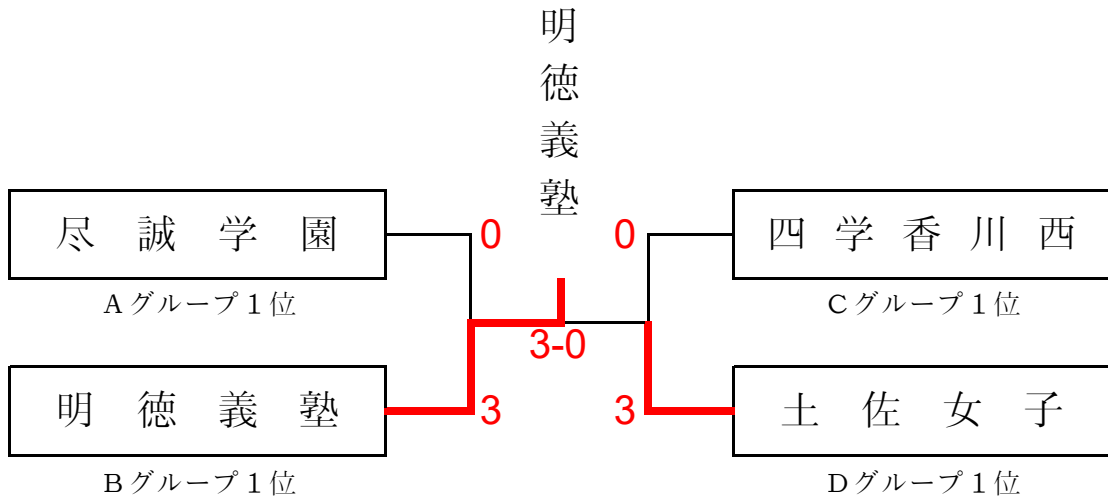 明徳義塾
尽誠学園
0
0
四学香川西
Aグループ1位
Cグループ1位
3-0
明徳義塾
3
3
土佐女子
Bグループ1位
Dグループ1位